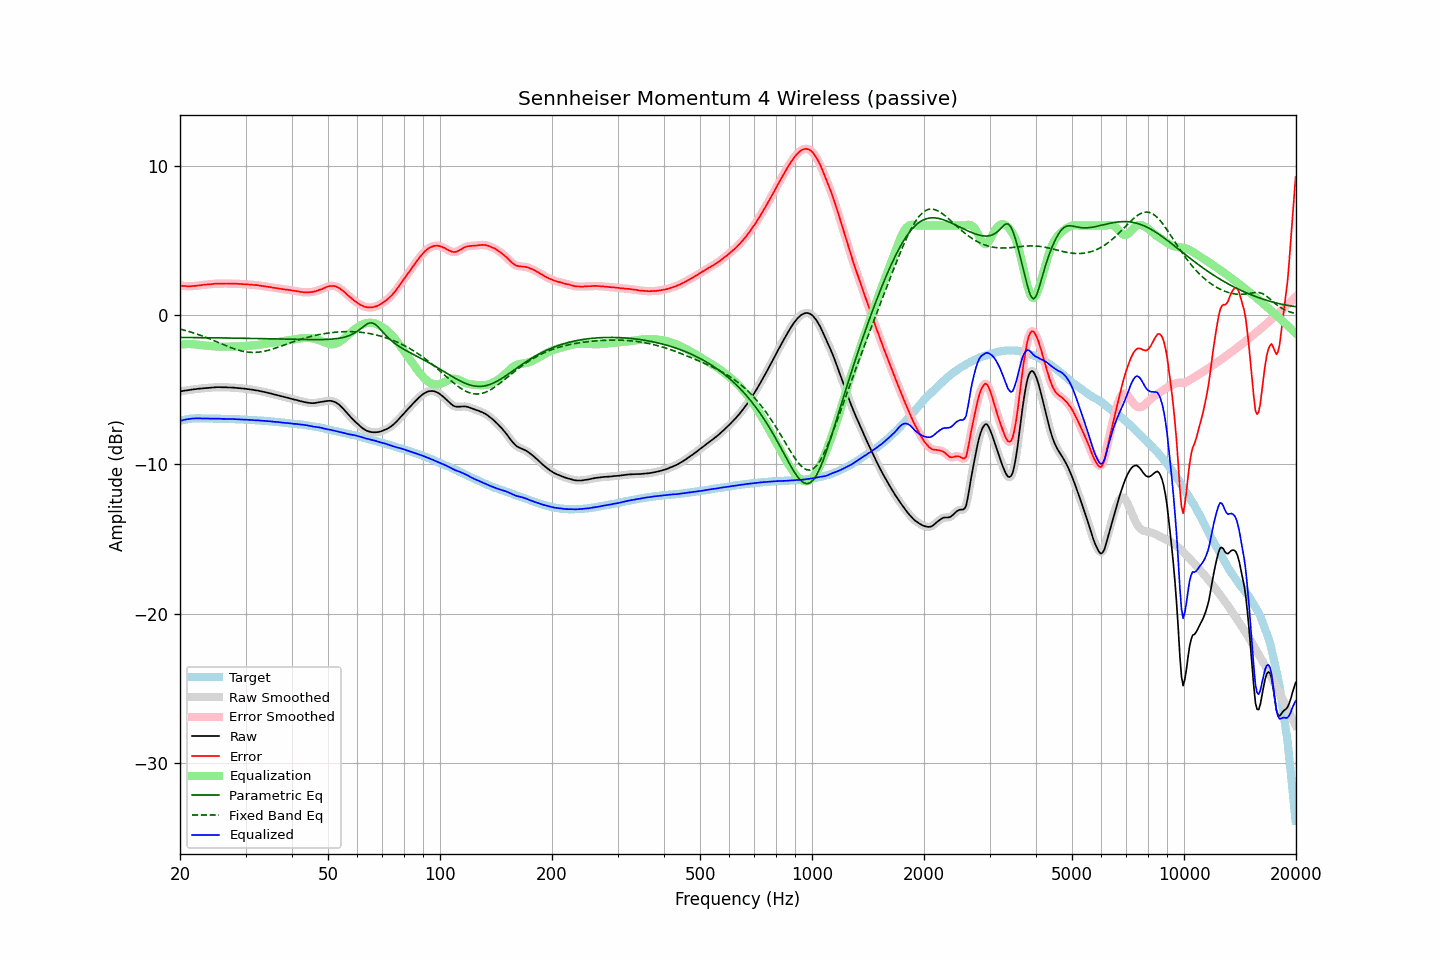 Sennheiser Momentum 4 Wireless (passive)
10
0
−10
−20
−30
Amplitude (dBr)
Target
Raw Smoothed
Error Smoothed
Raw
Error
Equalization
Parametric Eq
Fixed Band Eq
Equalized
20 50 100 200 500 1000 2000 5000 10000 20000
Frequency (Hz)